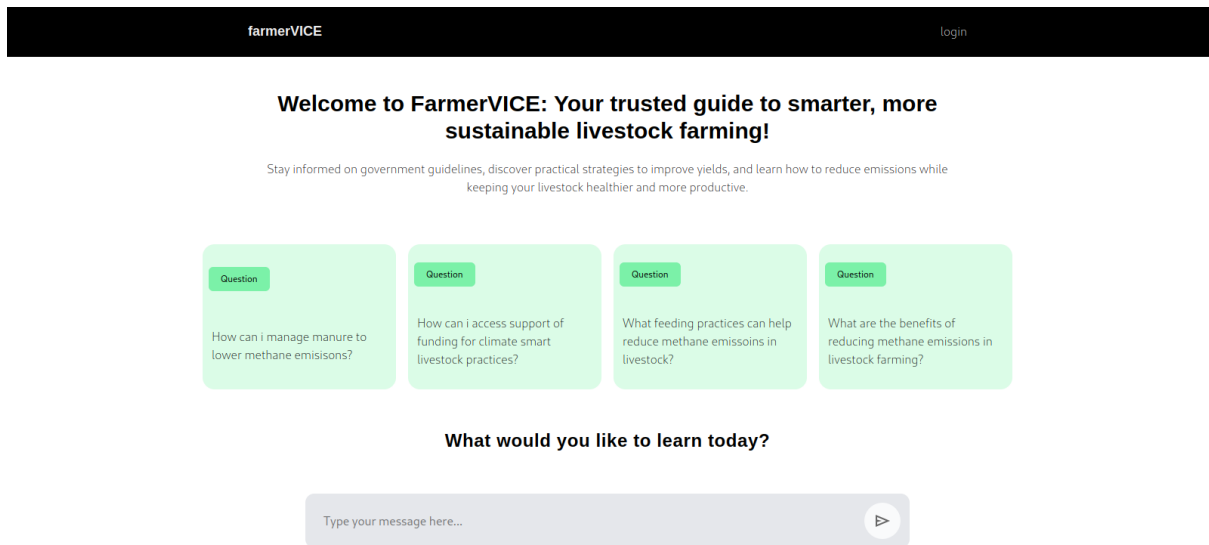 farmerVICE
login
Welcome to FarmerVICE: Your trusted guide to smarter, more
sustainable livestock farming!
Stay informed on government guidelines, discover practical strategies to improve yields, and learn how to reduce emissions while
keeping your livestock healthier and more productive.
Question
How can i manage manure to
lower methane emisisons?
Question
How can i access support of
funding for climate smart
livestock practices?
Question
What feeding practices can help
reduce methane emissoins in
livestock?
Question
What are the benefits of
reducing methane emissions in
livestock farming?
What would you like to learn today?
Type your message here...